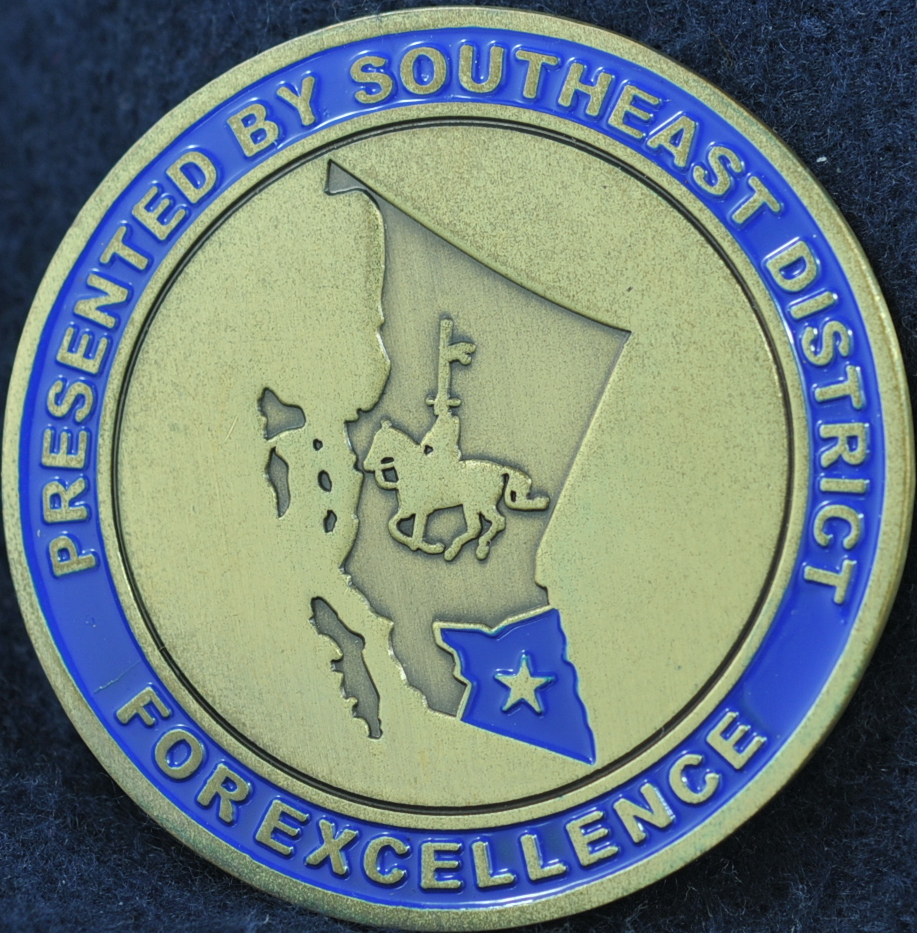 PRESENTED BY SOUTHEAST DISTRICT
FOR EXCELLENCE